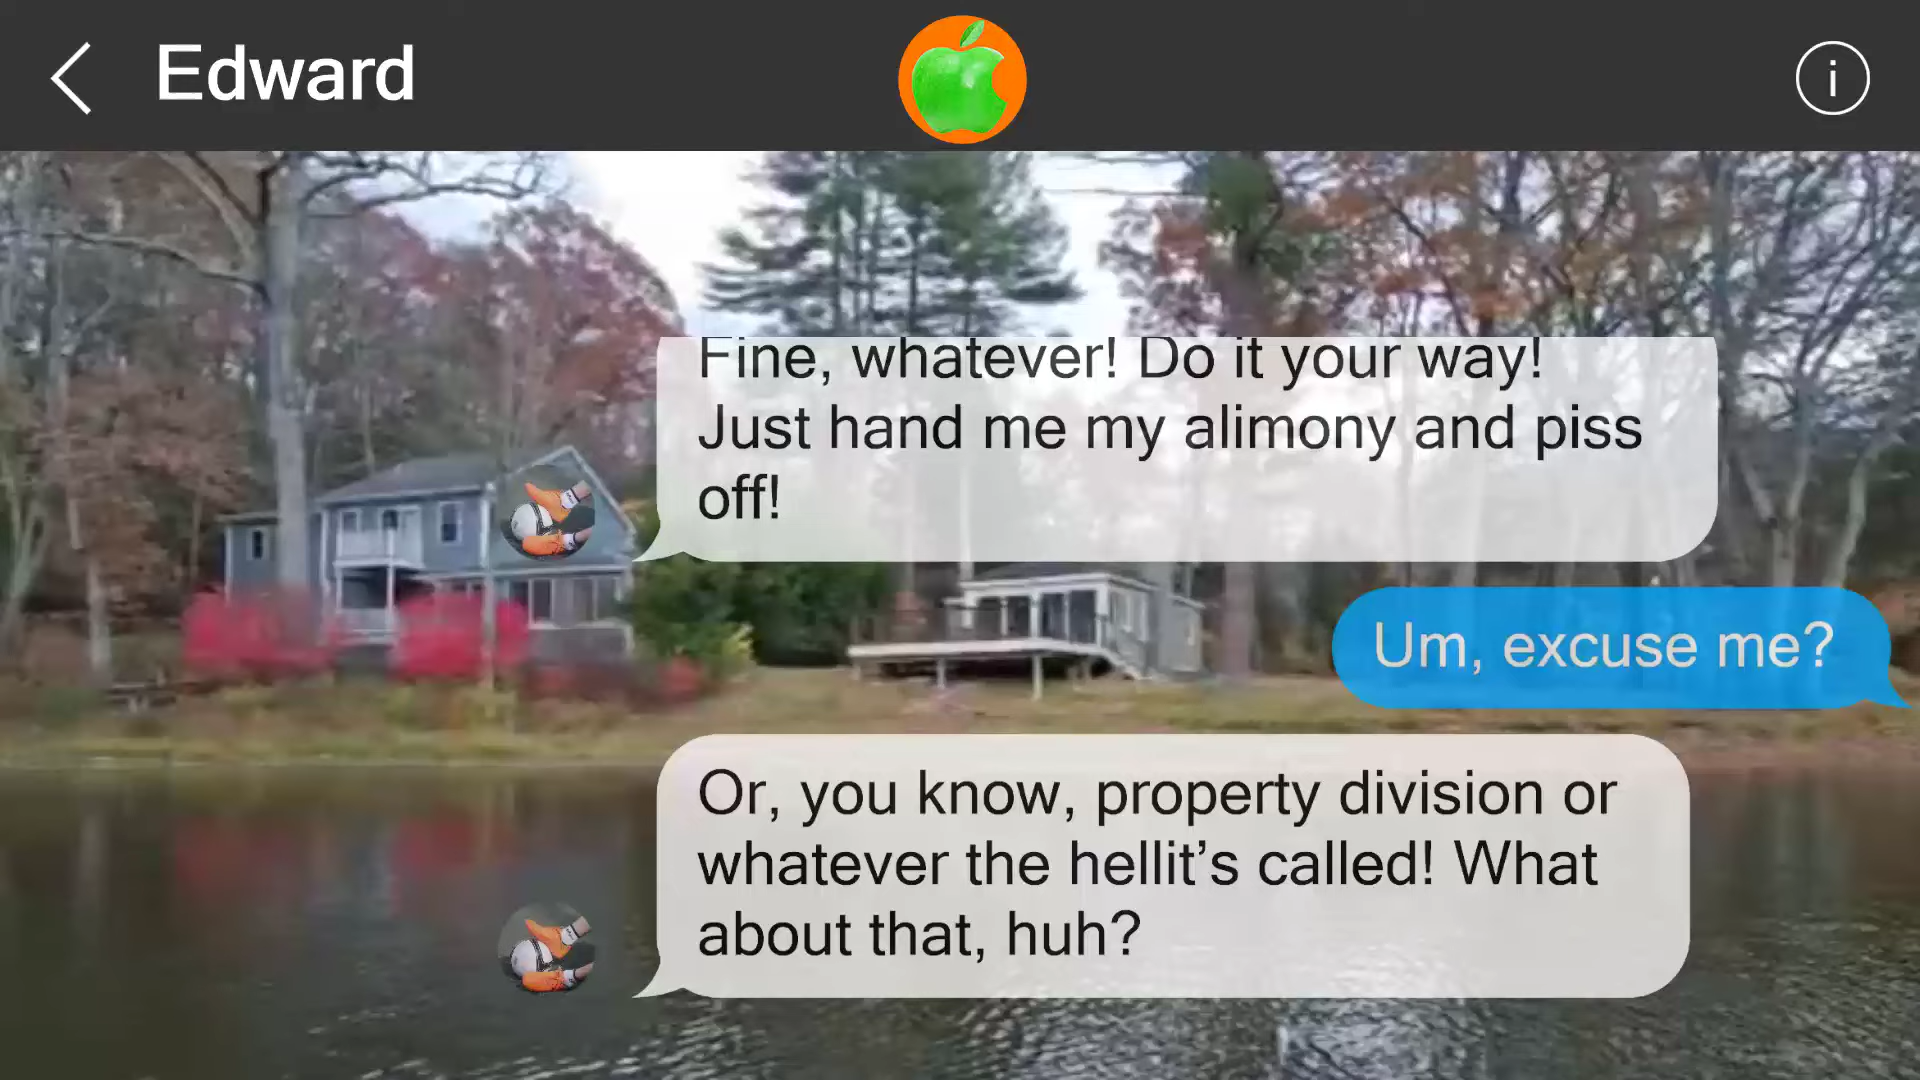 Edward
i
Fine, whatever! Do it your way!
Just hand me my alimony and piss
off!
Um, excuse me?
Or, you know, property division or
whatever the hellit’s called! What
about that, huh?